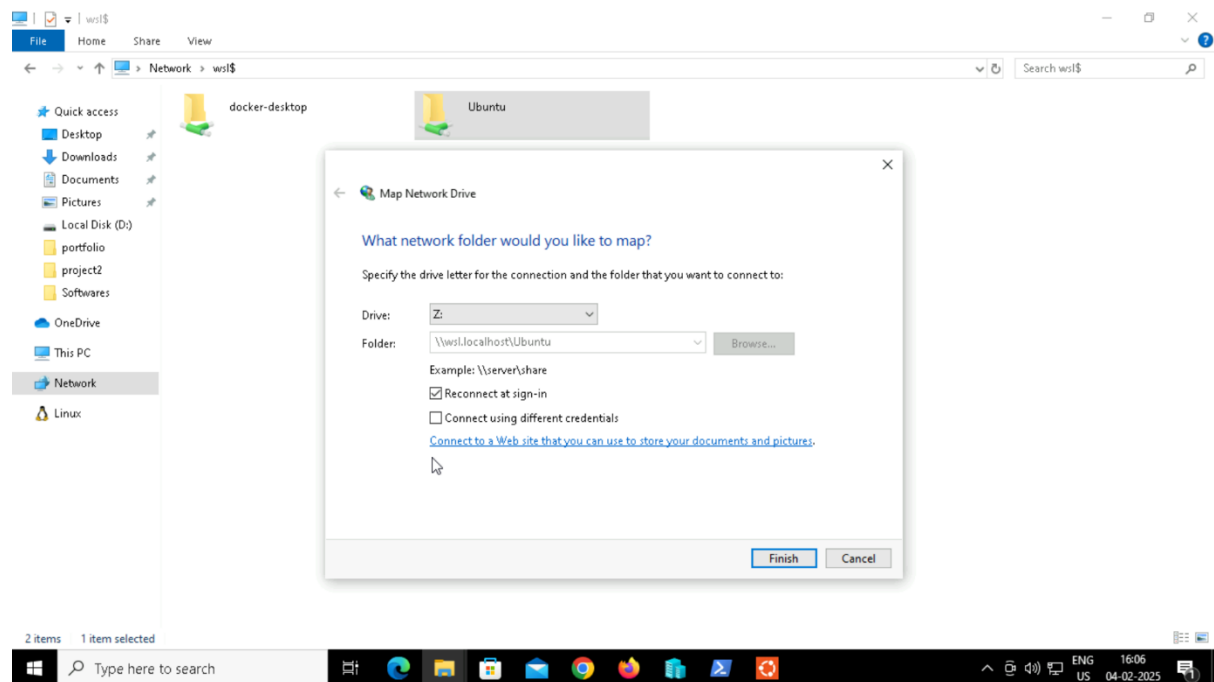 wsl$
File Home Share View
Network > wsl$
Search wsl$
Quick access
Desktop
Downloads
Documents
Pictures
Local Disk (D:)
portfolio
project2
Softwares
OneDrive
This PC
Network
Linux
docker-desktop
Ubuntu
Map Network Drive
What network folder would you like to map?
Specify the drive letter for the connection and the folder that you want to connect to:
Drive: Z:
Folder: \\wsl.localhost\Ubuntu Browse...
Example: \\server\share
Reconnect at sign-in
Connect using different credentials
Connect to a Web site that you can use to store your documents and pictures.
Finish Cancel
2 items 1 item selected
Type here to search
ENG
US
16:06
04-02-2025
1